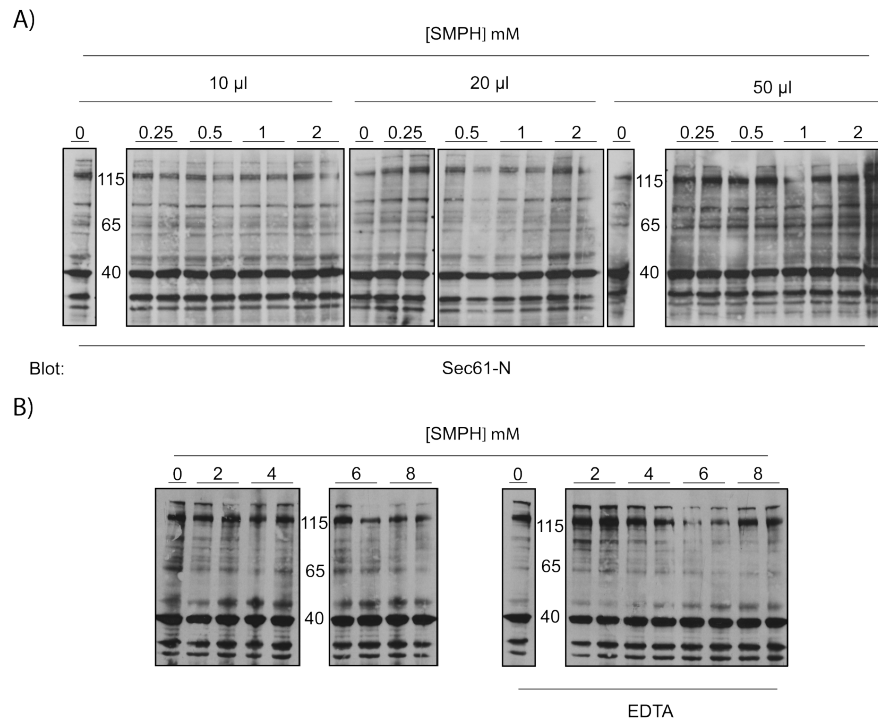 A)
[SMPH] mM
10 µl 20 µl 50 µl
0 0.25 0.5 1 2 0 0.25 0.5 1 2 0 0.25 0.5 1 2
115 115
65 65
40 40
Blot: Sec61-N
B)
[SMPH] mM
0 2 4 6 8 0 2 4 6 8
115 115
65 65
40 40
EDTA